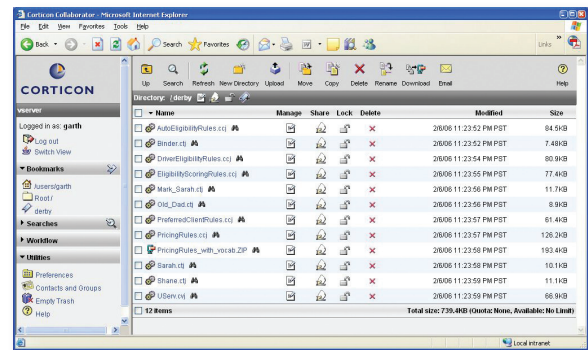 Corticon Collaborator - Microsoft Internet Explorer
File Edit View Favorites Tools Help
Back Search Favorites Links
CORTICON
Up Search Refresh New Directory Upload Move Copy Delete Rename Download Email Help
Directory: /derby
vserver
Name Manage Share Lock Delete Modified Size
Logged in as: garth
Log out
Switch View
AutoEligibilityRules.ccj 2/6/06 11:23:52 PM PST 84.5KB
Binder.ctj 2/6/06 11:23:52 PM PST 7.48KB
DriverEligibilityRules.ccj 2/6/06 11:23:54 PM PST 80.9KB
EligibilityScoringRules.ccj 2/6/06 11:23:55 PM PST 77.4KB
Mark_Sarah.ctj 2/6/06 11:23:56 PM PST 11.7KB
Old_Dad.ctj 2/6/06 11:23:56 PM PST 8.9KB
PreferredClientRules.ccj 2/6/06 11:23:57 PM PST 61.4KB
PricingRules.ccj 2/6/06 11:23:57 PM PST 126.2KB
PricingRules_with_vocab.ZIP 2/6/06 11:23:58 PM PST 193.4KB
Sarah.ctj 2/6/06 11:23:58 PM PST 10.1KB
Shane.ctj 2/6/06 11:23:59 PM PST 11.1KB
UServ.cvj 2/6/06 11:23:59 PM PST 66.9KB
12 Items Total size: 739.4KB (Quota: None, Available: No Limit)
Bookmarks
/users/garth
Root /
derby
Searches
Workflow
Utilities
Preferences
Contacts and Groups
Empty Trash
Help
Local intranet